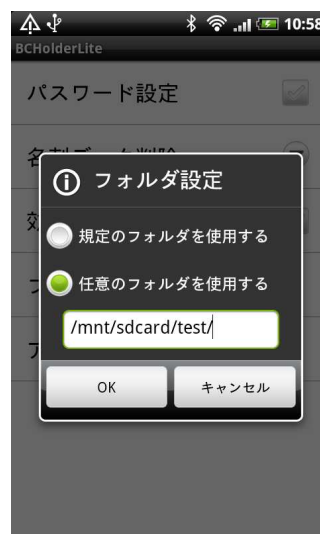 10:58
BCHolderLite
パスワード設定
フォルダ設定
規定のフォルダを使用する
任意のフォルダを使用する
/mnt/sdcard/test/
OK
キャンセル